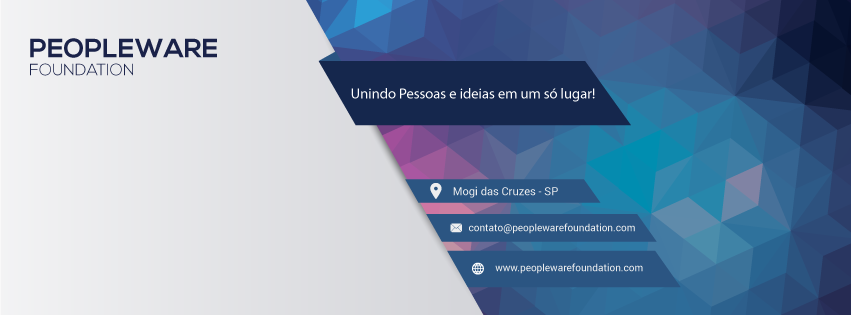 PEOPLEWARE
FOUNDATION
Unindo Pessoas e ideias em um só lugar!
Mogi das Cruzes - SP
contato@peoplewarefoundation.com
www.peoplewarefoundation.com